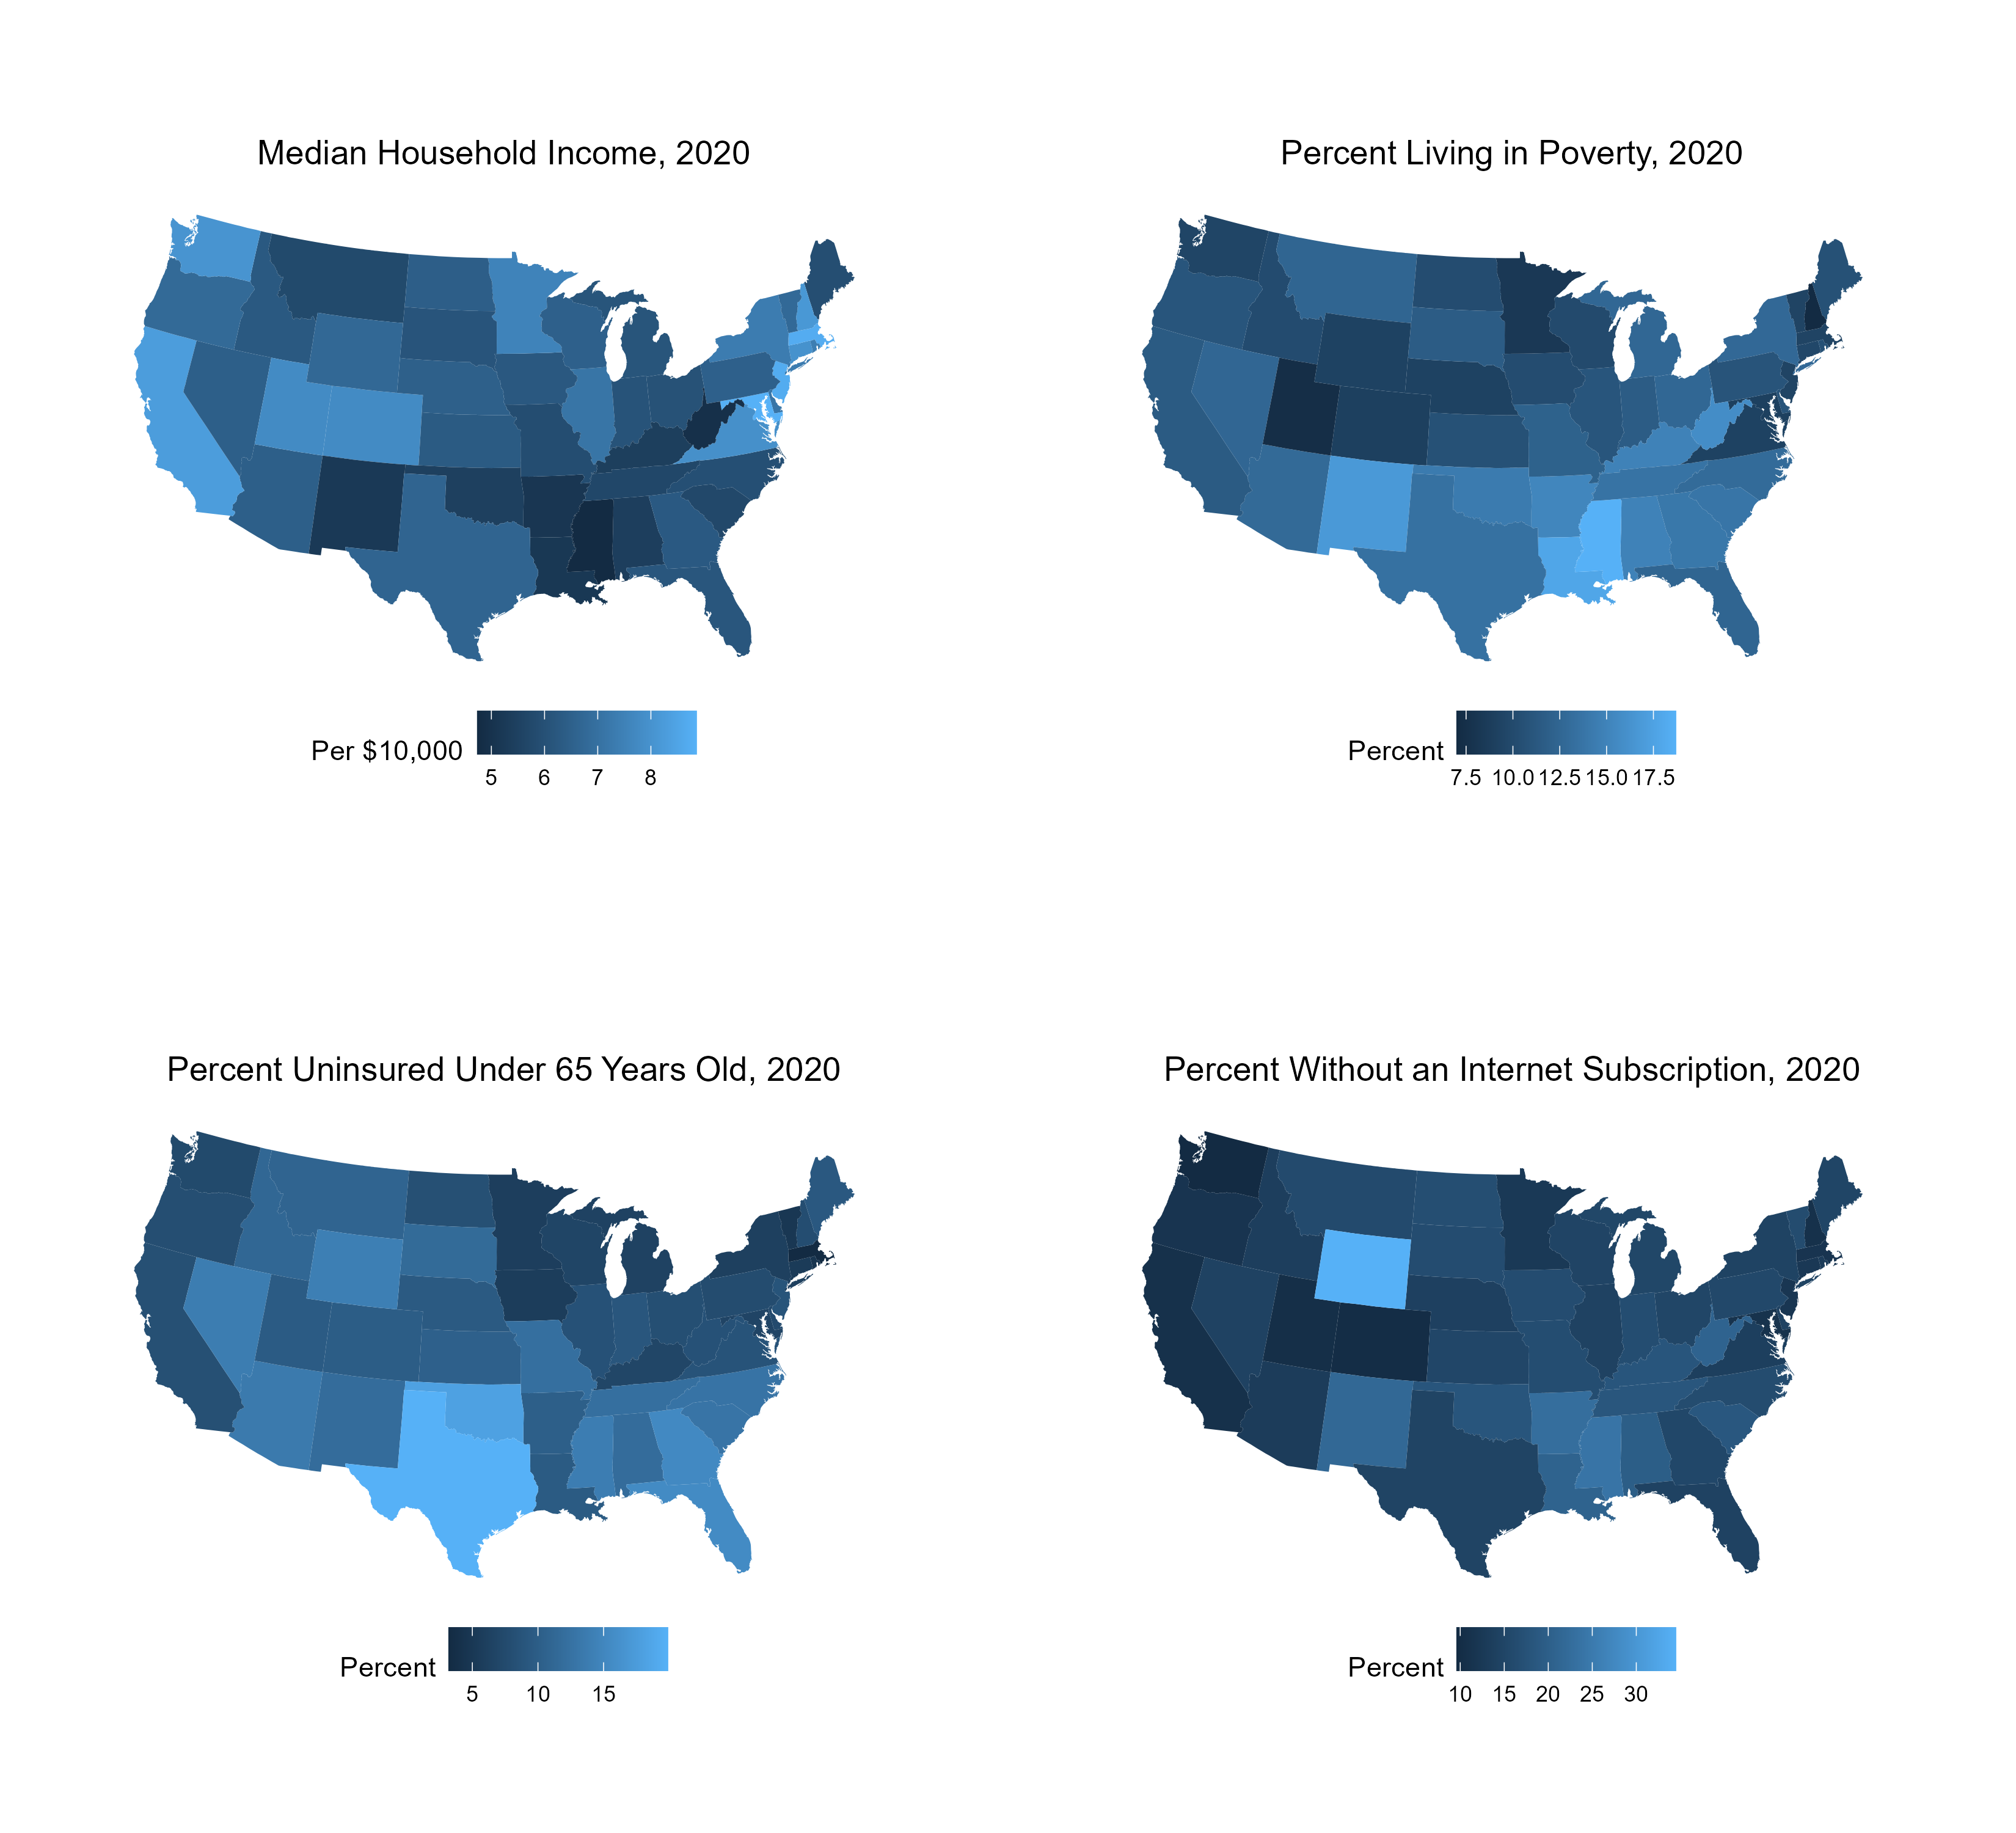 Median Household Income, 2020
Per $10,000
5 6 7 8
Percent Living in Poverty, 2020
Percent
7.5 10.0 12.5 15.0 17.5
Percent Uninsured Under 65 Years Old, 2020
Percent
5 10 15
Percent Without an Internet Subscription, 2020
Percent
10 15 20 25 30